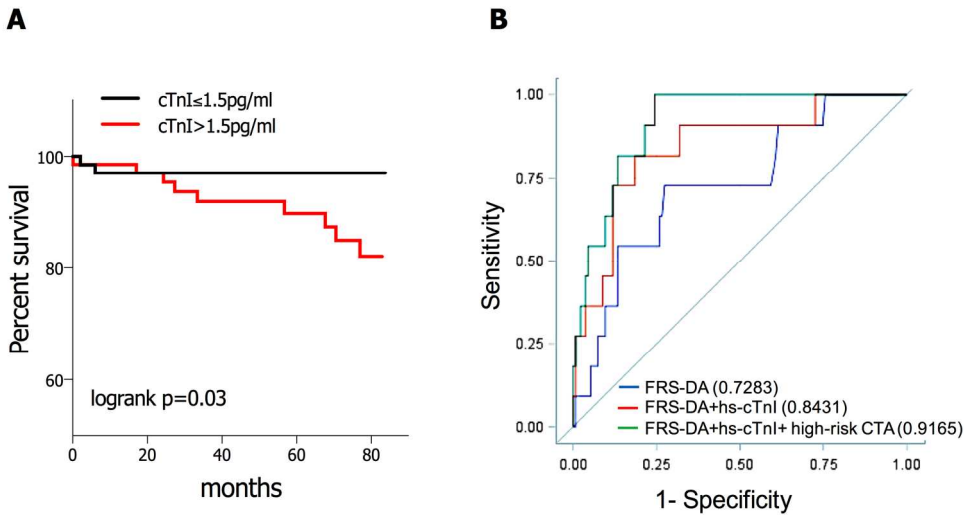 A
cTnI≤1.5pg/ml
cTnI>1.5pg/ml
100
80
60
Percent survival
logrank p=0.03
0 20 40 60 80
months
B
1.00
0.75
0.50
0.25
0.00
Sensitivity
FRS-DA (0.7283)
FRS-DA+hs-cTnI (0.8431)
FRS-DA+hs-cTnI+ high-risk CTA (0.9165)
0.00 0.25 0.50 0.75 1.00
1- Specificity